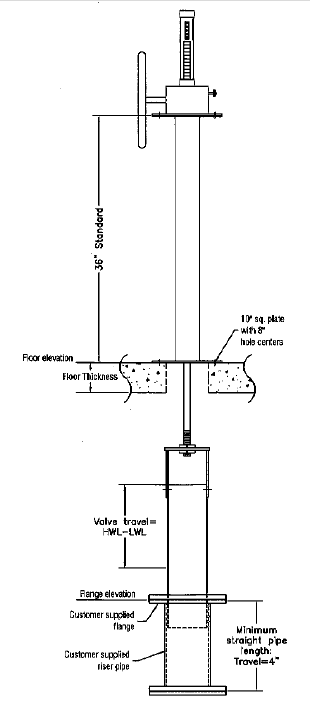 36" Standard
10" sq. plate
with 8"
hole centers
Floor elevation
Floor Thickness
Valve travel=
HWL-LWL
Flange elevation
Customer supplied
flange
Customer supplied
riser pipe
Minimum
straight pipe
length:
Travel=4"